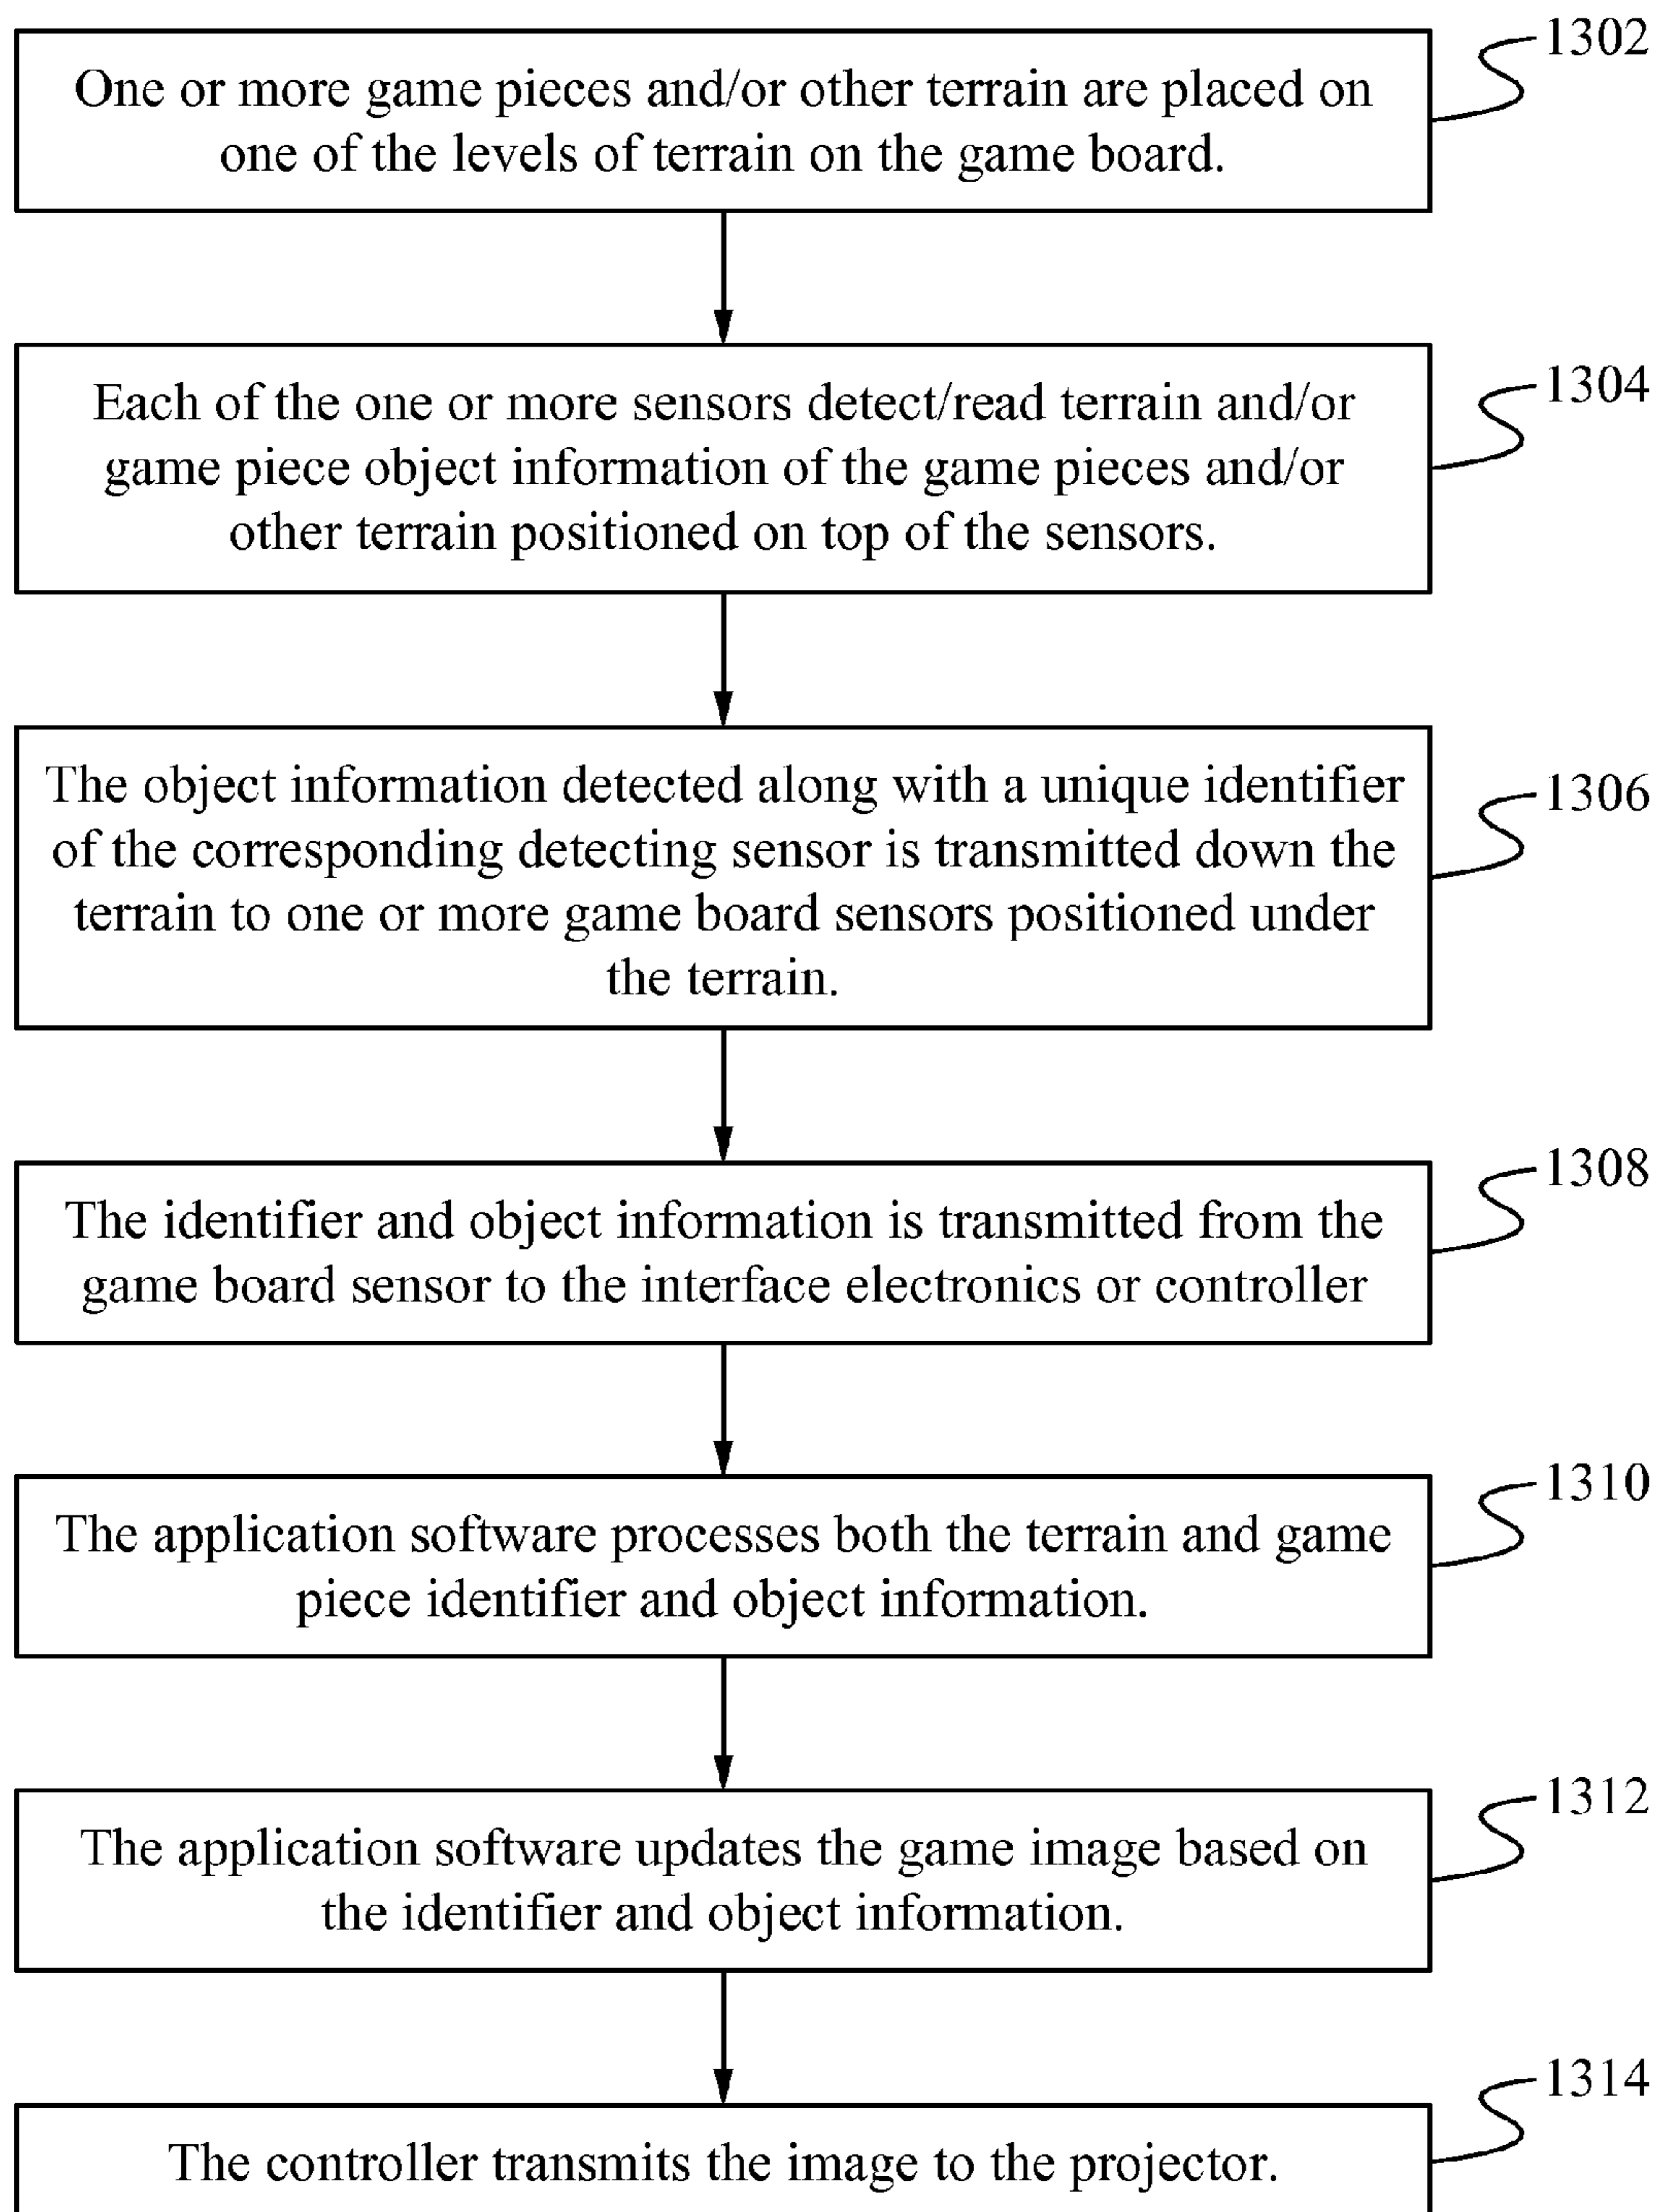 1302
One or more game pieces and/or other terrain are placed on
one of the levels of terrain on the game board.
1304
Each of the one or more sensors detect/read terrain and/or
game piece object information of the game pieces and/or
other terrain positioned on top of the sensors.
1306
The object information detected along with a unique identifier
of the corresponding detecting sensor is transmitted down the
terrain to one or more game board sensors positioned under
the terrain.
1308
The identifier and object information is transmitted from the
game board sensor to the interface electronics or controller
1310
The application software processes both the terrain and game
piece identifier and object information.
1312
The application software updates the game image based on
the identifier and object information.
1314
The controller transmits the image to the projector.